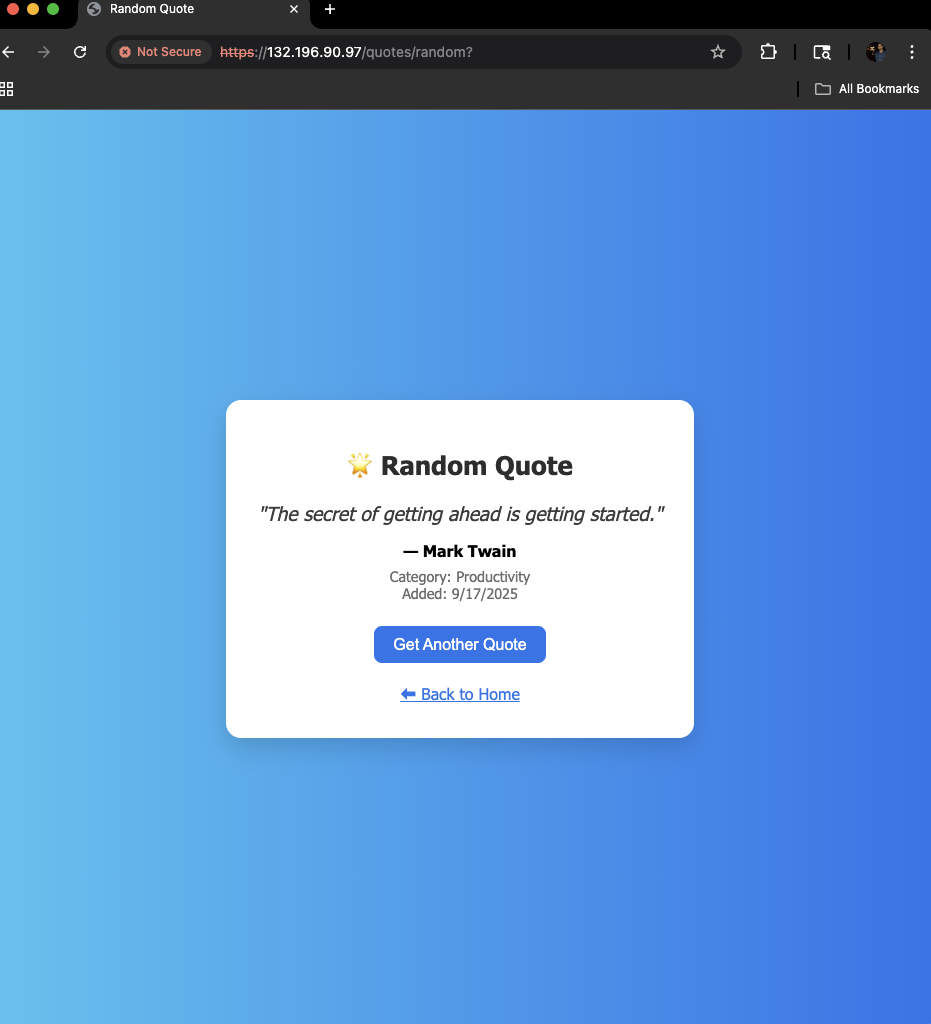 Random Quote
Not Secure https://132.196.90.97/quotes/random?
All Bookmarks
🌟 Random Quote
"The secret of getting ahead is getting started."
— Mark Twain
Category: Productivity
Added: 9/17/2025
Get Another Quote
⬅ Back to Home